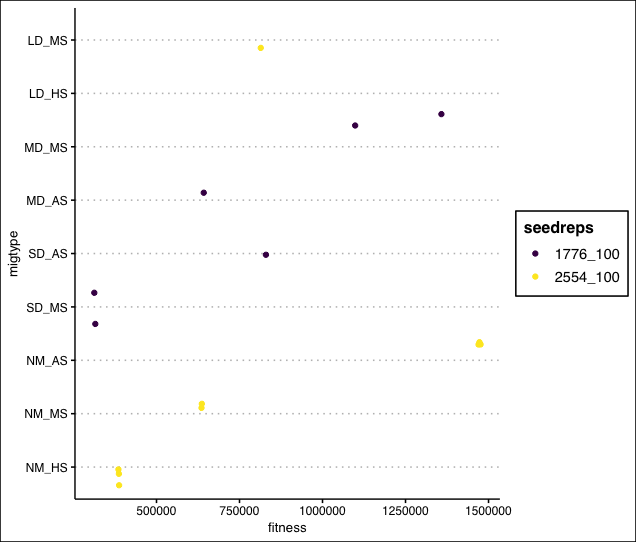 LD_MS
LD_HS
MD_MS
MD_AS
SD_AS
SD_MS
NM_AS
NM_MS
NM_HS
migtype
500000 750000 1000000 1250000 1500000
fitness
seedreps
1776_100
2554_100